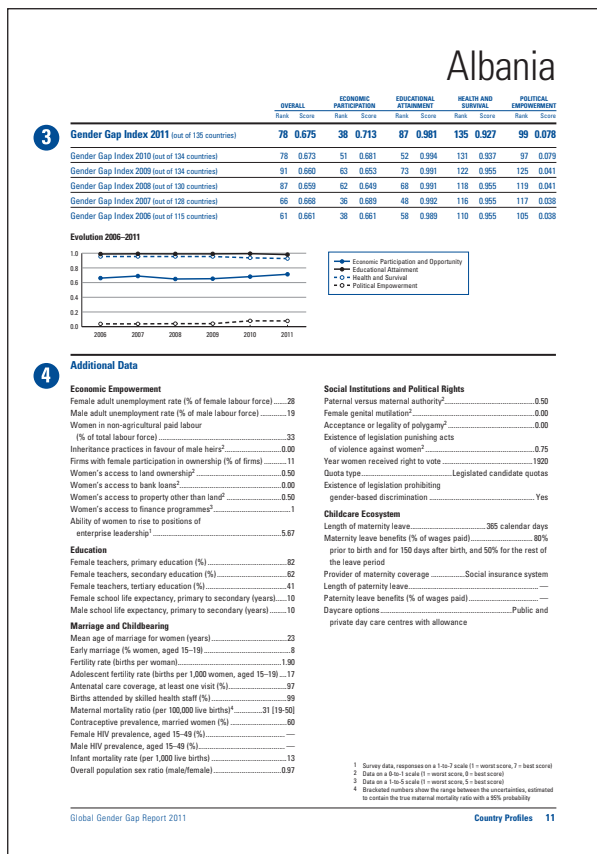 Albania
OVERALL ECONOMIC PARTICIPATION EDUCATIONAL ATTAINMENT HEALTH AND SURVIVAL POLITICAL EMPOWERMENT
Rank Score Rank Score Rank Score Rank Score Rank Score
3
Gender Gap Index 2011 (out of 135 countries) 78 0.675 38 0.713 87 0.981 135 0.927 99 0.078
Gender Gap Index 2010 (out of 134 countries) 78 0.673 51 0.681 52 0.994 131 0.937 97 0.079
Gender Gap Index 2009 (out of 134 countries) 91 0.660 63 0.653 73 0.991 122 0.955 125 0.041
Gender Gap Index 2008 (out of 130 countries) 87 0.659 62 0.649 68 0.991 118 0.955 119 0.041
Gender Gap Index 2007 (out of 128 countries) 66 0.668 36 0.689 48 0.992 116 0.955 117 0.038
Gender Gap Index 2006 (out of 115 countries) 61 0.661 38 0.661 58 0.989 110 0.955 105 0.038
Evolution 2006–2011
1.0
0.8
0.6
0.4
0.2
0.0
2006 2007 2008 2009 2010 2011
Economic Participation and Opportunity
Educational Attainment
Health and Survival
Political Empowerment
4
Additional Data
Economic Empowerment
Female adult unemployment rate (% of female labour force) ......28
Male adult unemployment rate (% of male labour force) ..............19
Women in non-agricultural paid labour
(% of total labour force) ..................33
Inheritance practices in favour of male heirs² ..................0.00
Firms with female participation in ownership (% of firms) ............11
Women's access to land ownership² ..................0.50
Women's access to bank loans² ..................0.00
Women's access to property other than land² ..................0.50
Women's access to finance programmes³ ..................1
Ability of women to rise to positions of
enterprise leadership¹ ..................5.67
Education
Female teachers, primary education (%) ..................82
Female teachers, secondary education (%) ..................62
Female teachers, tertiary education (%) ..................41
Female school life expectancy, primary to secondary (years) ......10
Male school life expectancy, primary to secondary (years) ..........10
Marriage and Childbearing
Mean age of marriage for women (years) ..................23
Early marriage (% women, aged 15–19) ..................8
Fertility rate (births per woman) ..................1.90
Adolescent fertility rate (births per 1,000 women, aged 15–19) ....17
Antenatal care coverage, at least one visit (%) ..................97
Births attended by skilled health staff (%) ..................99
Maternal mortality ratio (per 100,000 live births)⁴ ..............31 [19-50]
Contraceptive prevalence, married women (%) ..................60
Female HIV prevalence, aged 15–49 (%) .................. —
Male HIV prevalence, aged 15–49 (%) .................. —
Infant mortality rate (per 1,000 live births) ..................13
Overall population sex ratio (male/female) ..................0.97
Social Institutions and Political Rights
Paternal versus maternal authority² ..................0.50
Female genital mutilation² ..................0.00
Acceptance or legality of polygamy² ..................0.00
Existence of legislation punishing acts
of violence against women² ..................0.75
Year women received right to vote ..................1920
Quota type ..................Legislated candidate quotas
Existence of legislation prohibiting
gender-based discrimination .................. Yes
Childcare Ecosystem
Length of maternity leave ..................365 calendar days
Maternity leave benefits (% of wages paid) .................. 80%
prior to birth and for 150 days after birth, and 50% for the rest of
the leave period
Provider of maternity coverage ..............Social insurance system
Length of paternity leave .................. —
Paternity leave benefits (% of wages paid) .................. —
Daycare options ..................Public and
private day care centres with allowance
1 Survey data, responses on a 1-to-7 scale (1 = worst score, 7 = best score)
2 Data on a 0-to-1 scale (1 = worst score, 0 = best score)
3 Data on a 1-to-5 scale (1 = worst score, 5 = best score)
4 Bracketed numbers show the range between the uncertainties, estimated
to contain the true maternal mortality ratio with a 95% probability
Global Gender Gap Report 2011
Country Profiles 11